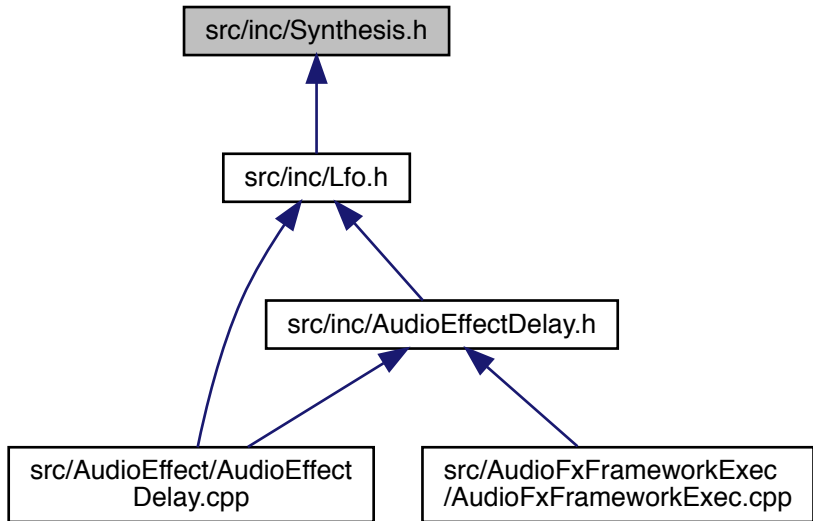 src/inc/Synthesis.h
src/inc/Lfo.h
src/inc/AudioEffectDelay.h
src/AudioEffect/AudioEffect
Delay.cpp
src/AudioFxFrameworkExec
/AudioFxFrameworkExec.cpp